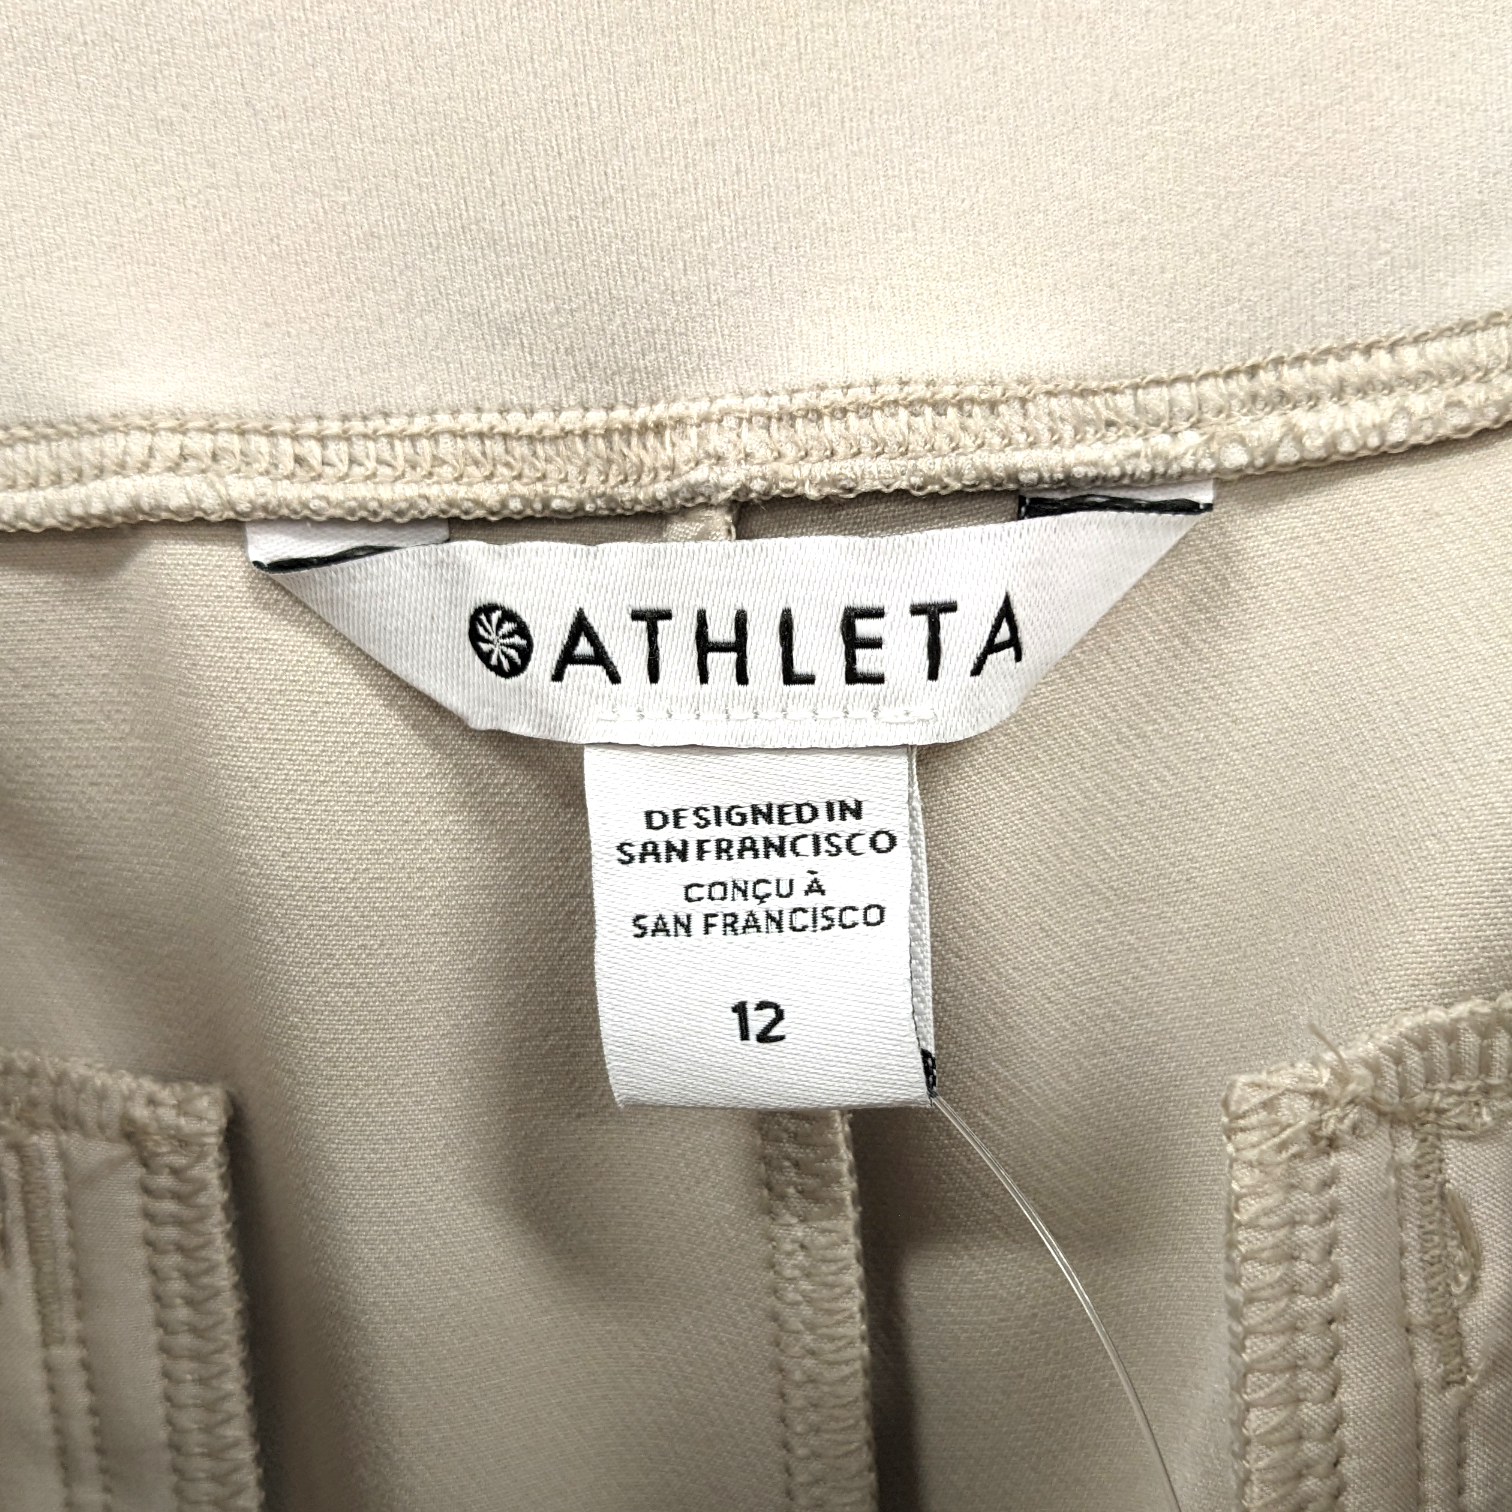 ATHLETA
DESIGNED IN
SAN FRANCISCO
CONÇU À
SAN FRANCISCO
12